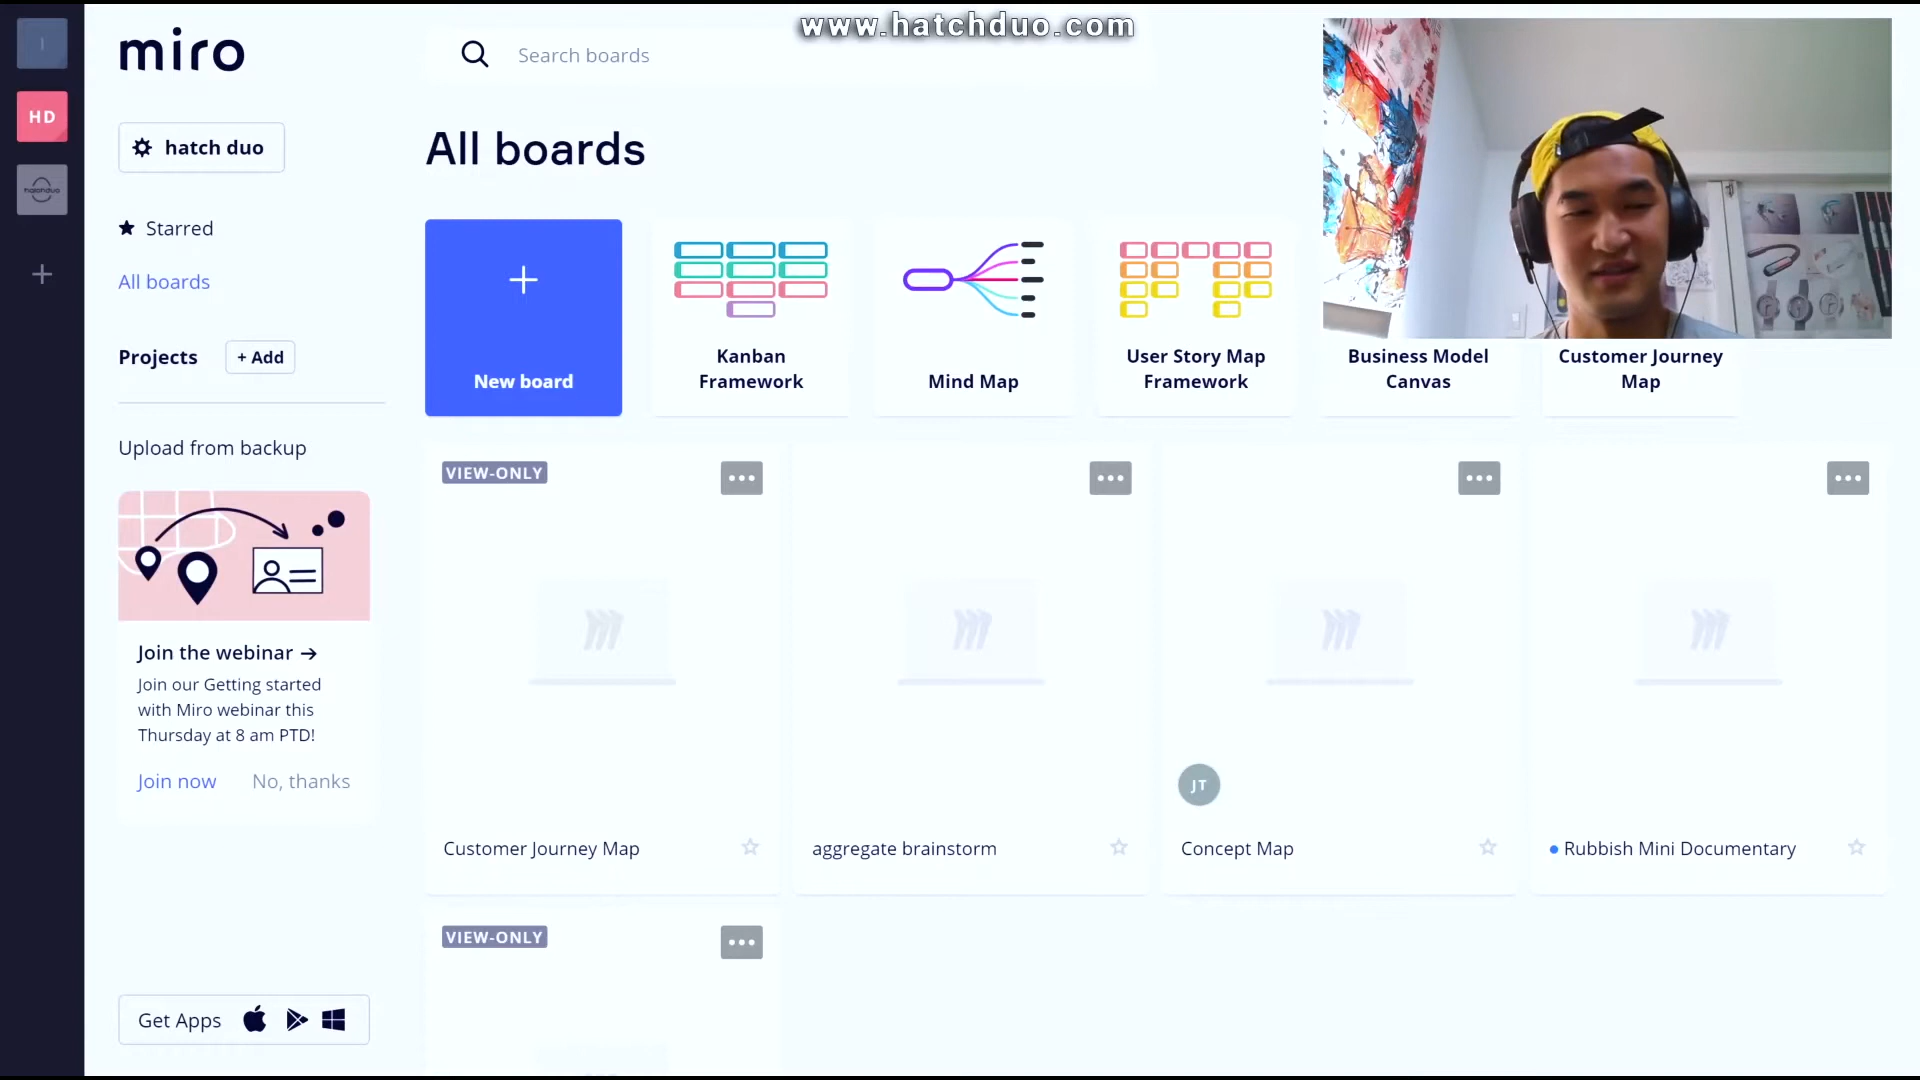 www.hatchduo.com
miro
Search boards
HD
hatchduo
hatch duo
All boards
Starred
All boards
Projects
+ Add
New board
Kanban
Framework
Mind Map
User Story Map
Framework
Business Model
Canvas
Customer Journey
Map
Upload from backup
VIEW-ONLY
Join the webinar →
Join our Getting started
with Miro webinar this
Thursday at 8 am PTD!
Join now
No, thanks
JT
Customer Journey Map
aggregate brainstorm
Concept Map
Rubbish Mini Documentary
VIEW-ONLY
Get Apps